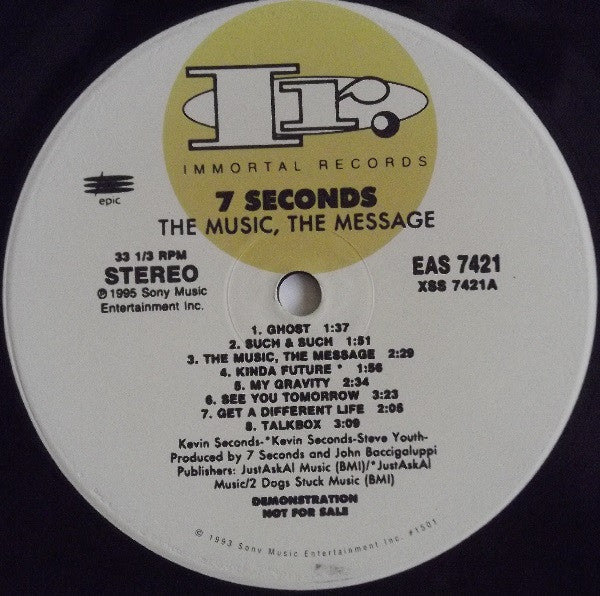 IR
IMMORTAL RECORDS
epic
7 SECONDS
THE MUSIC, THE MESSAGE
33 1/3 RPM
STEREO
℗ 1995 Sony Music
Entertainment Inc.
EAS 7421
XSS 7421A
1. GHOST 1:37
2. SUCH & SUCH 1:51
3. THE MUSIC, THE MESSAGE 2:29
4. KINDA FUTURE * 1:56
5. MY GRAVITY 2:34
6. SEE YOU TOMORROW 3:23
7. GET A DIFFERENT LIFE 2:05
8. TALKBOX 3:09
Kevin Seconds-*Kevin Seconds-Steve Youth-
Produced by 7 Seconds and John Baccigaluppi
Publishers: JustAskAl Music (BMI)/*JustAskAl
Music/2 Dogs Stuck Music (BMI)
DEMONSTRATION
NOT FOR SALE
© 1993 Sony Music Entertainment Inc. #1501